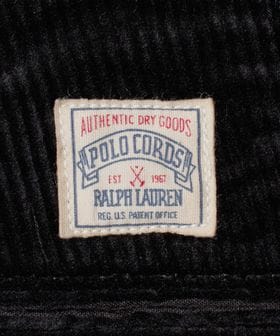 AUTHENTIC DRY GOODS
POLO CORDS
EST 1967
RALPH LAUREN
REG. U.S. PATENT OFFICE